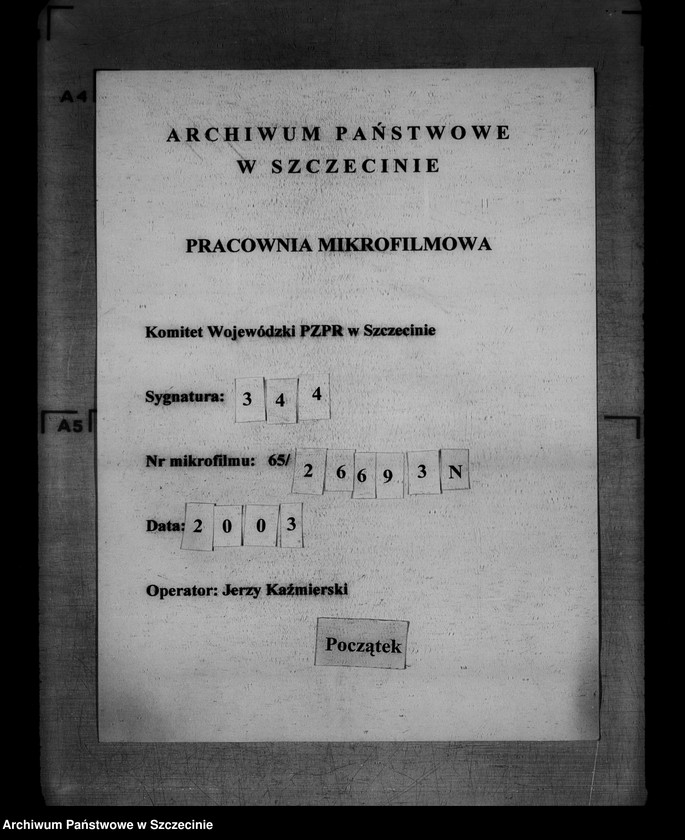 A4
ARCHIWUM PAŃSTWOWE
W SZCZECINIE
PRACOWNIA MIKROFILMOWA
Komitet Wojewódzki PZPR w Szczecinie
Sygnatura: 3 4 4
A5
Nr mikrofilmu: 65/ 2 6 6 9 3 N
Data: 2 0 0 3
Operator: Jerzy Kaźmierski
Początek
Archiwum Państwowe w Szczecinie